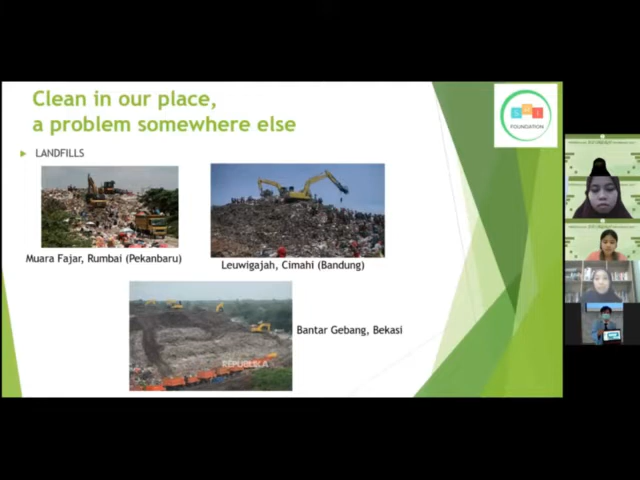 Clean in our place,
a problem somewhere else
LANDFILLS
FOUNDATION
Muara Fajar, Rumbai (Pekanbaru)
Leuwigajah, Cimahi (Bandung)
Bantar Gebang, Bekasi
REPUBLIKA